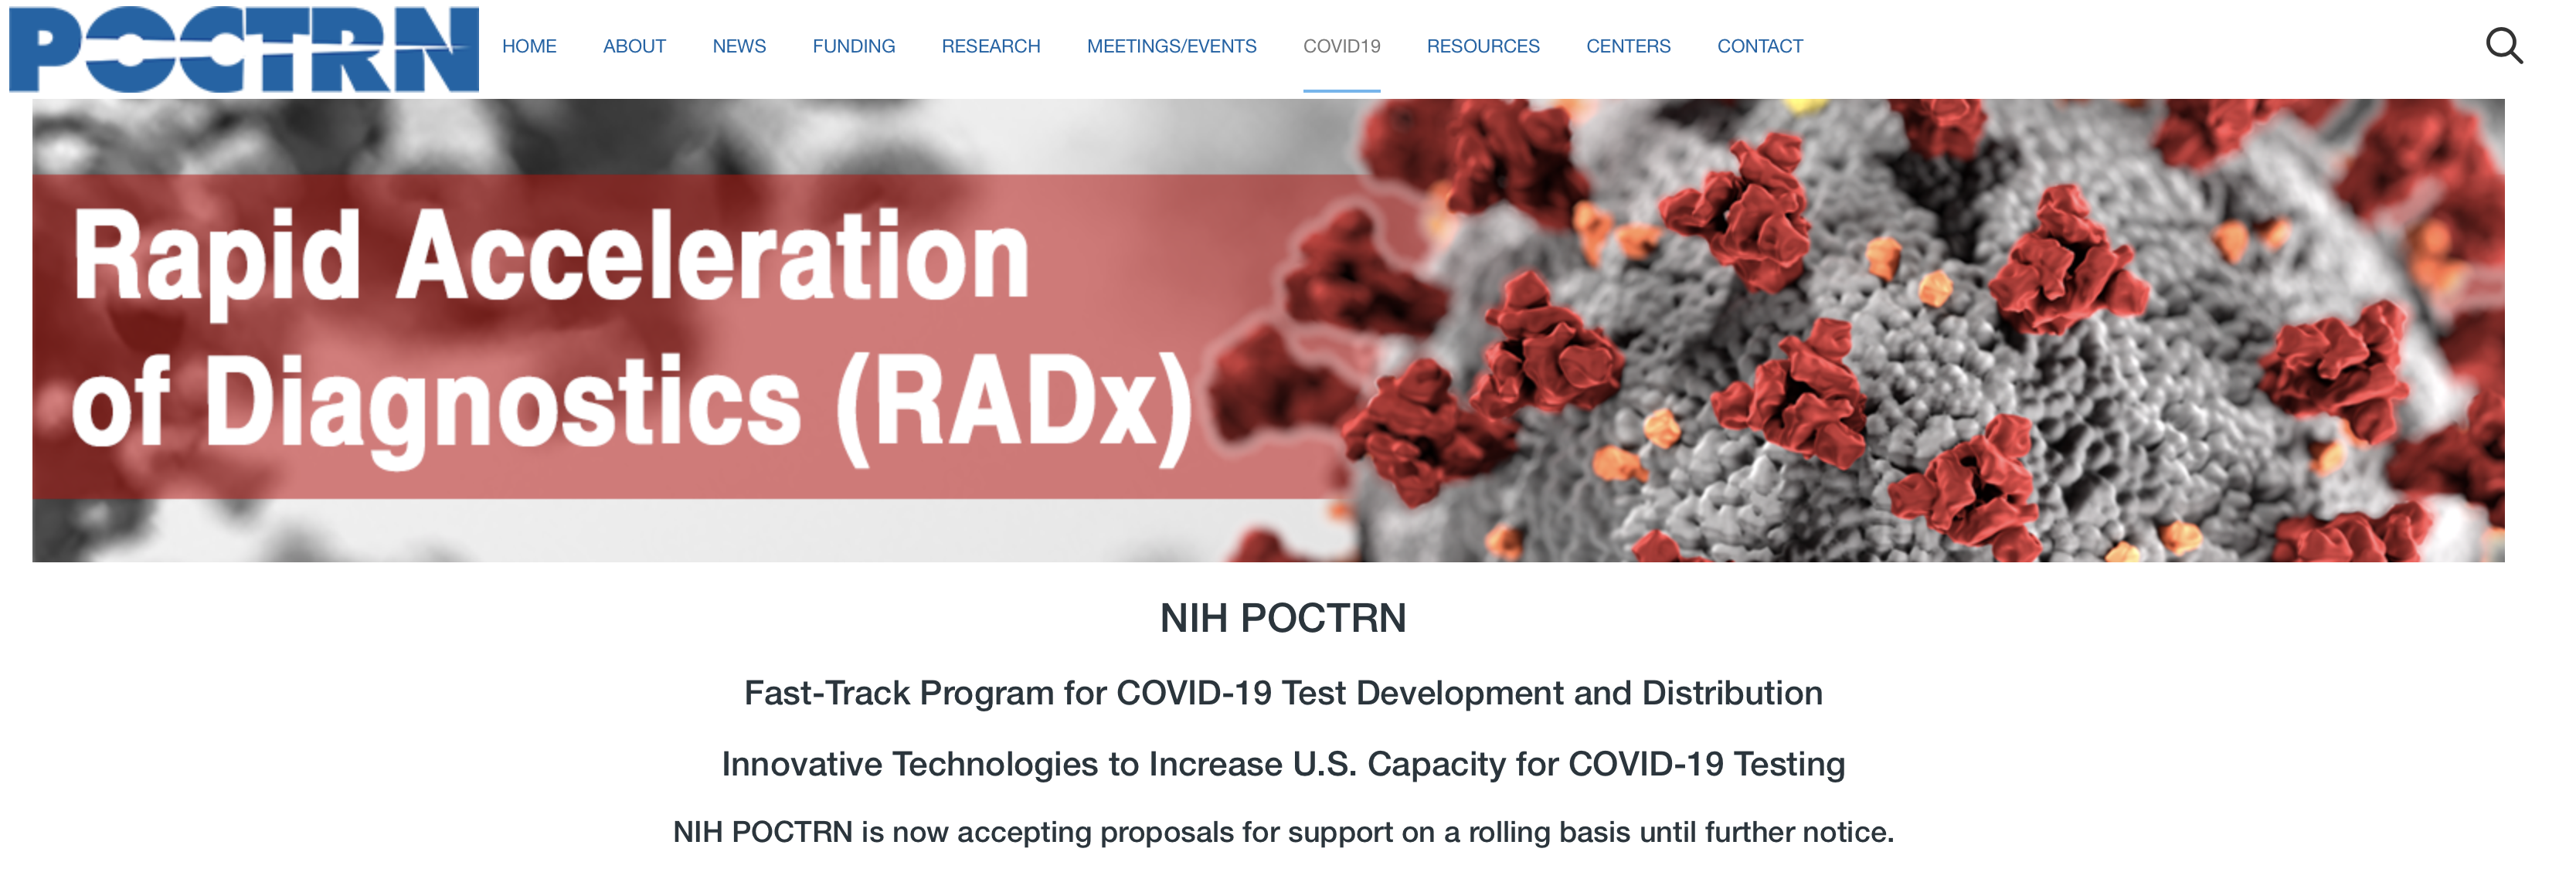 POCTRN
HOME ABOUT NEWS FUNDING RESEARCH MEETINGS/EVENTS COVID19 RESOURCES CENTERS CONTACT
Rapid Acceleration
of Diagnostics (RADx)
NIH POCTRN
Fast-Track Program for COVID-19 Test Development and Distribution
Innovative Technologies to Increase U.S. Capacity for COVID-19 Testing
NIH POCTRN is now accepting proposals for support on a rolling basis until further notice.